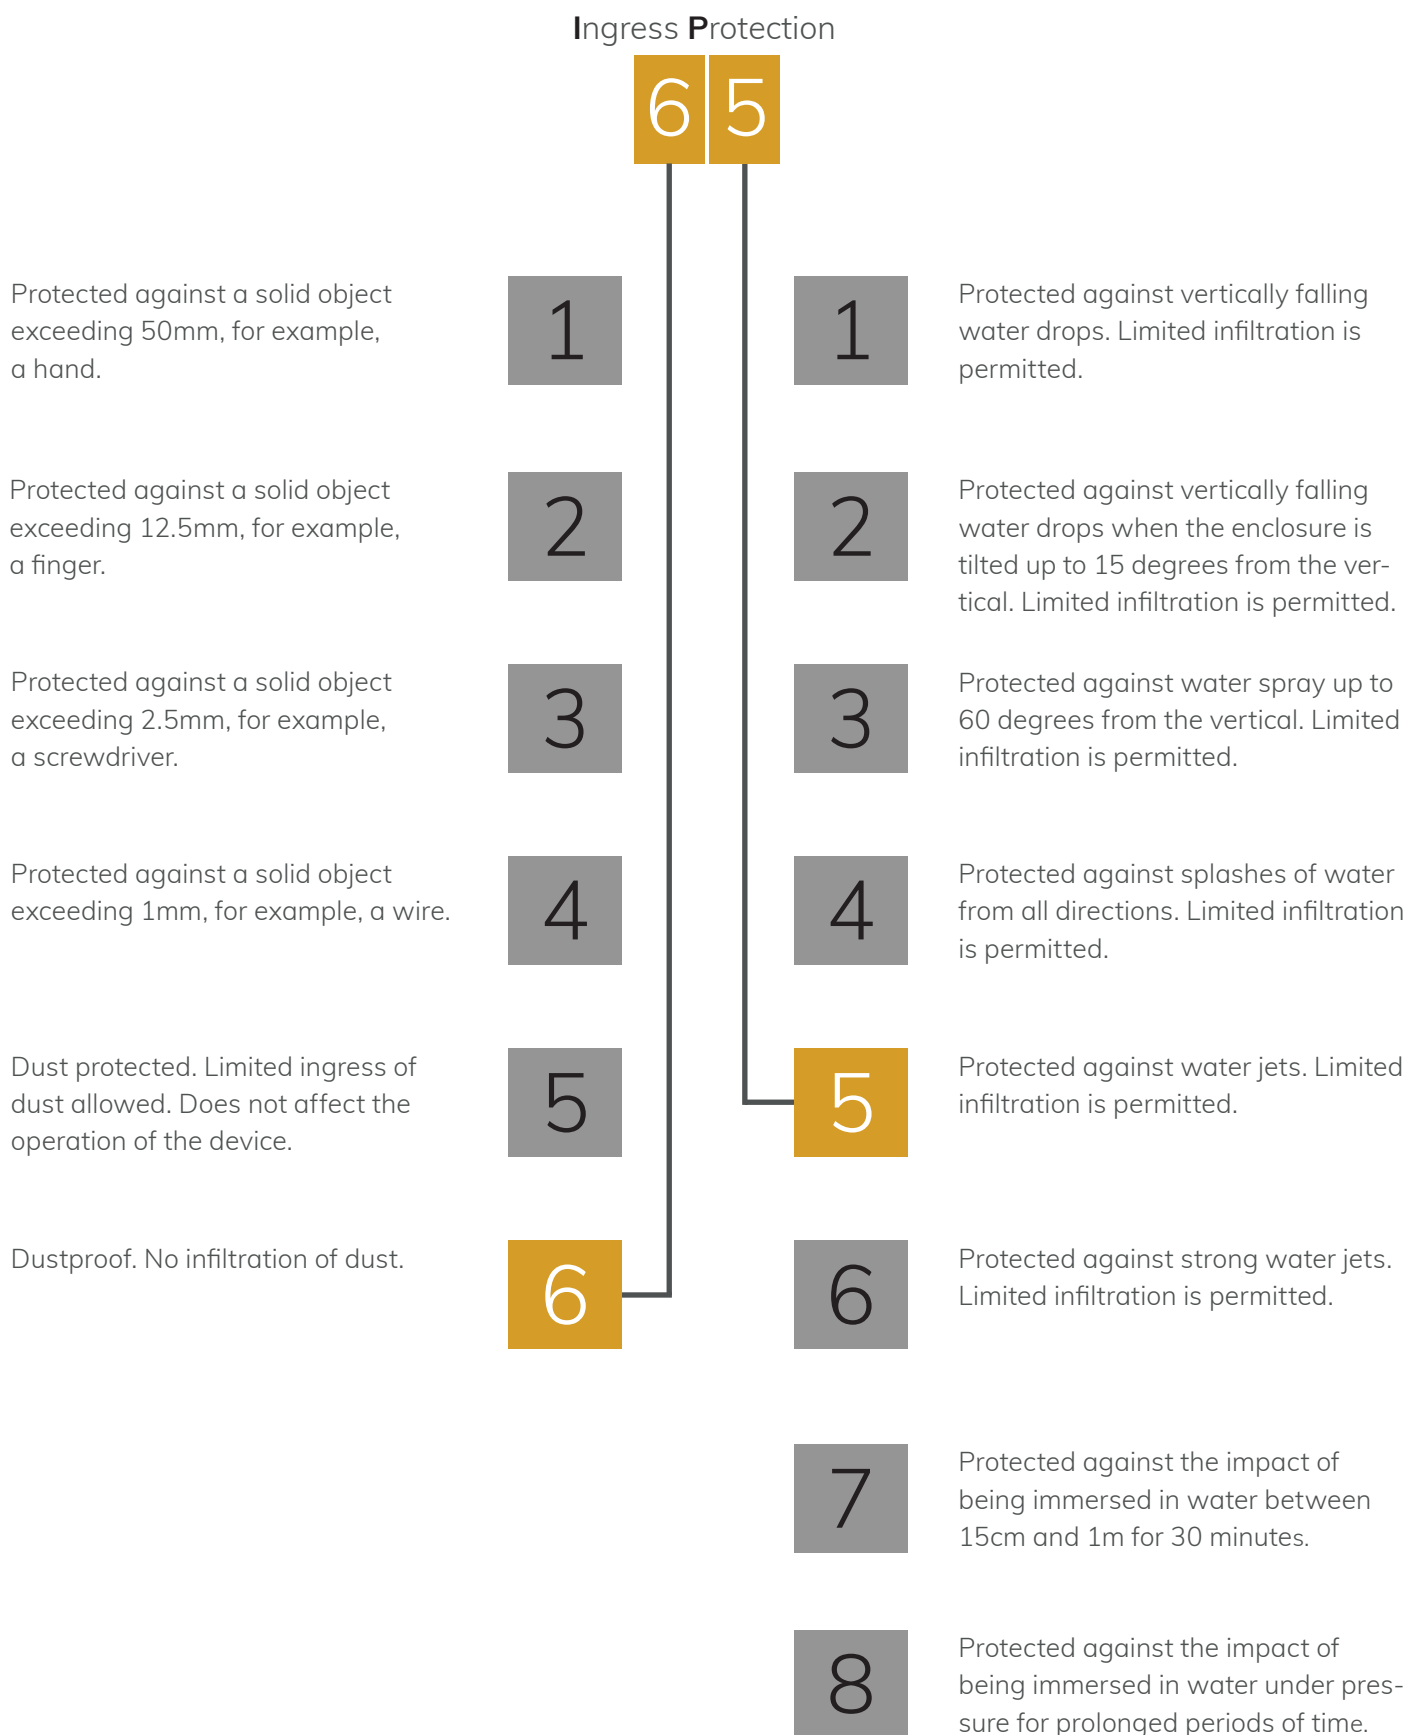 Ingress Protection
6 5
Protected against a solid object
exceeding 50mm, for example,
a hand.
1
1
Protected against vertically falling
water drops. Limited infiltration is
permitted.
Protected against a solid object
exceeding 12.5mm, for example,
a finger.
2
2
Protected against vertically falling
water drops when the enclosure is
tilted up to 15 degrees from the ver-
tical. Limited infiltration is permitted.
Protected against a solid object
exceeding 2.5mm, for example,
a screwdriver.
3
3
Protected against water spray up to
60 degrees from the vertical. Limited
infiltration is permitted.
Protected against a solid object
exceeding 1mm, for example, a wire.
4
4
Protected against splashes of water
from all directions. Limited infiltration
is permitted.
Dust protected. Limited ingress of
dust allowed. Does not affect the
operation of the device.
5
5
Protected against water jets. Limited
infiltration is permitted.
Dustproof. No infiltration of dust.
6
6
Protected against strong water jets.
Limited infiltration is permitted.
7
Protected against the impact of
being immersed in water between
15cm and 1m for 30 minutes.
8
Protected against the impact of
being immersed in water under pres-
sure for prolonged periods of time.